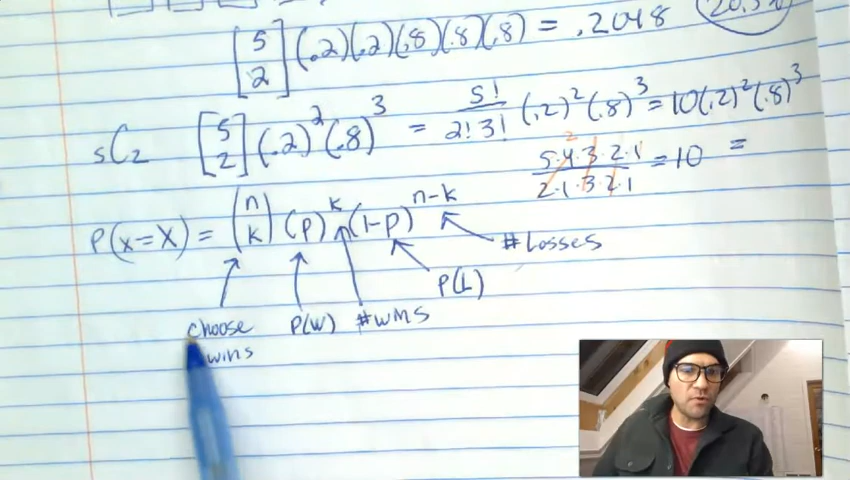 [5 2] (.2)(.2)(.8)(.8)(.8) = .2048 20.5%
5C2 [5 2] (.2)^2 (.8)^3 = 5!/2!3! (.2)^2 (.8)^3 = 10(.2)^2 (.8)^3
5·4·3·2·1/2·1·3·2·1 = 10 =
2
P(x=X) = (n k) (p)^k (1-p)^n-k
#Losses
P(L)
choose wins
P(W)
#wins